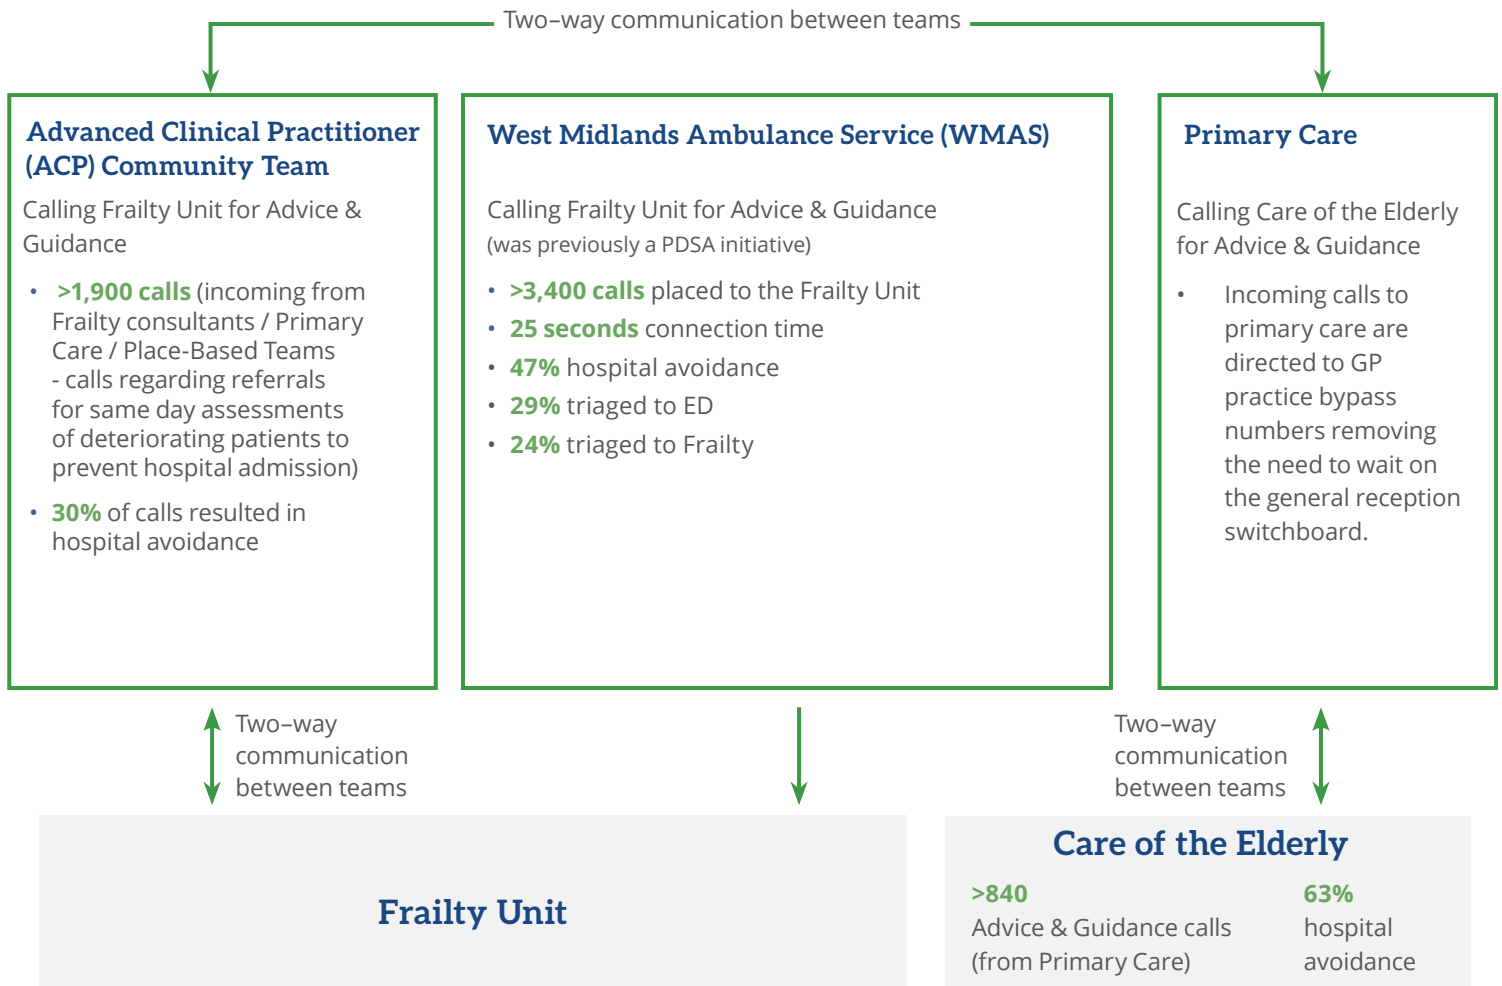 Two–way communication between teams
Advanced Clinical Practitioner
(ACP) Community Team
Calling Frailty Unit for Advice &
Guidance
• >1,900 calls (incoming from
Frailty consultants / Primary
Care / Place-Based Teams
- calls regarding referrals
for same day assessments
of deteriorating patients to
prevent hospital admission)
• 30% of calls resulted in
hospital avoidance
West Midlands Ambulance Service (WMAS)
Calling Frailty Unit for Advice & Guidance
(was previously a PDSA initiative)
• >3,400 calls placed to the Frailty Unit
• 25 seconds connection time
• 47% hospital avoidance
• 29% triaged to ED
• 24% triaged to Frailty
Primary Care
Calling Care of the Elderly
for Advice & Guidance
• Incoming calls to
primary care are
directed to GP
practice bypass
numbers removing
the need to wait on
the general reception
switchboard.
Two–way
communication
between teams
Two–way
communication
between teams
Frailty Unit
Care of the Elderly
>840
Advice & Guidance calls
(from Primary Care)
63%
hospital
avoidance